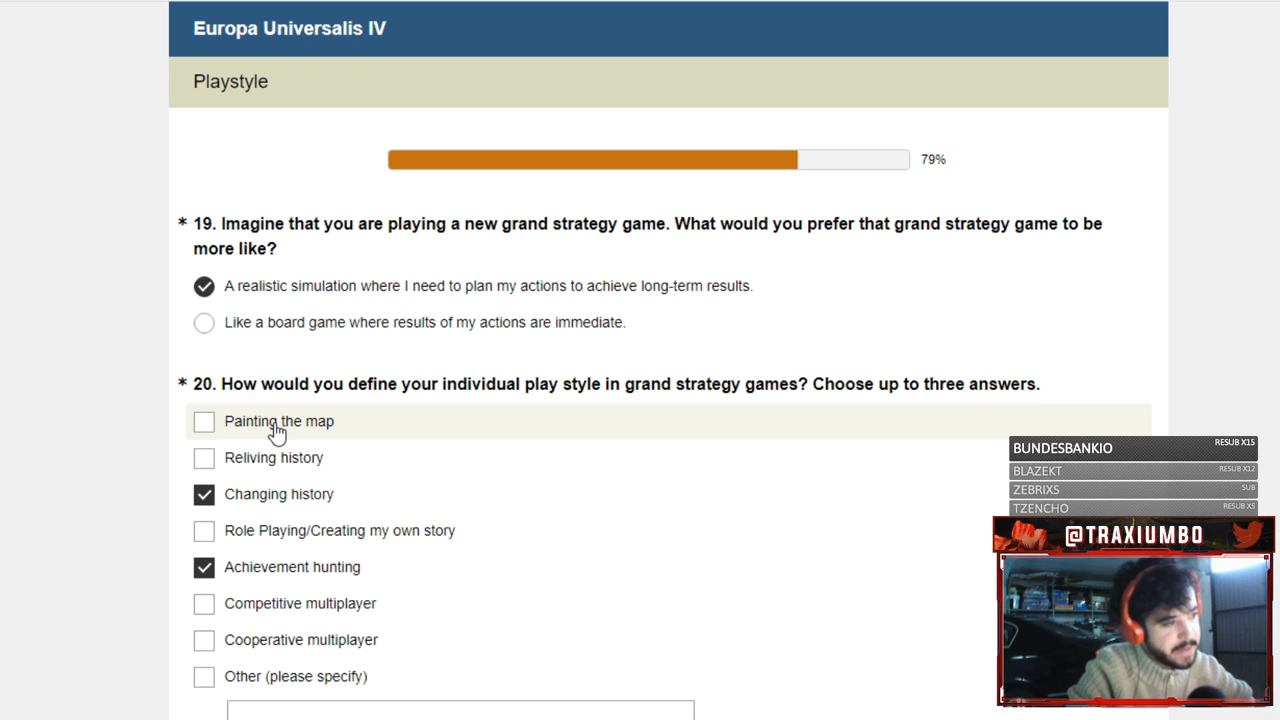 Europa Universalis IV
Playstyle
79%
* 19. Imagine that you are playing a new grand strategy game. What would you prefer that grand strategy game to be
more like?
A realistic simulation where I need to plan my actions to achieve long-term results.
Like a board game where results of my actions are immediate.
* 20. How would you define your individual play style in grand strategy games? Choose up to three answers.
Painting the map
Reliving history
Changing history
Role Playing/Creating my own story
Achievement hunting
Competitive multiplayer
Cooperative multiplayer
Other (please specify)
BUNDESBANKIO RESUB X15
BLAZEKT RESUB X12
ZEBRIXS SUB
TZENCHO RESUB X5
@TRAXIUMBO